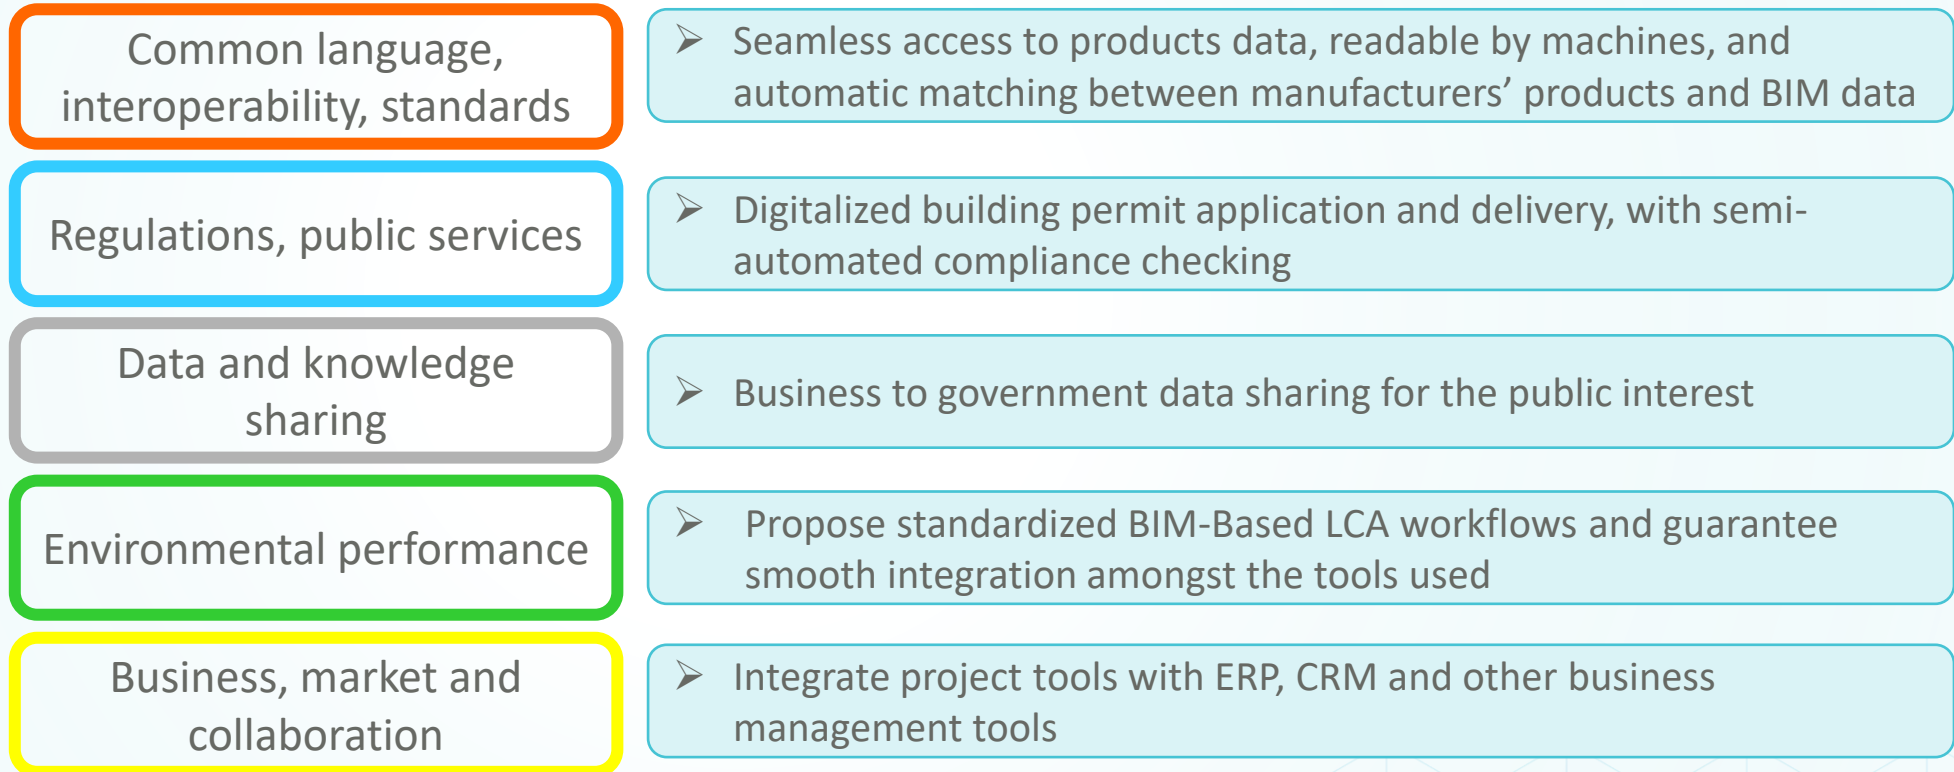 Common language,
interoperability, standards
➢ Seamless access to products data, readable by machines, and
automatic matching between manufacturers’ products and BIM data
Regulations, public services
➢ Digitalized building permit application and delivery, with semi-
automated compliance checking
Data and knowledge
sharing
➢ Business to government data sharing for the public interest
Environmental performance
➢ Propose standardized BIM-Based LCA workflows and guarantee
smooth integration amongst the tools used
Business, market and
collaboration
➢ Integrate project tools with ERP, CRM and other business
management tools